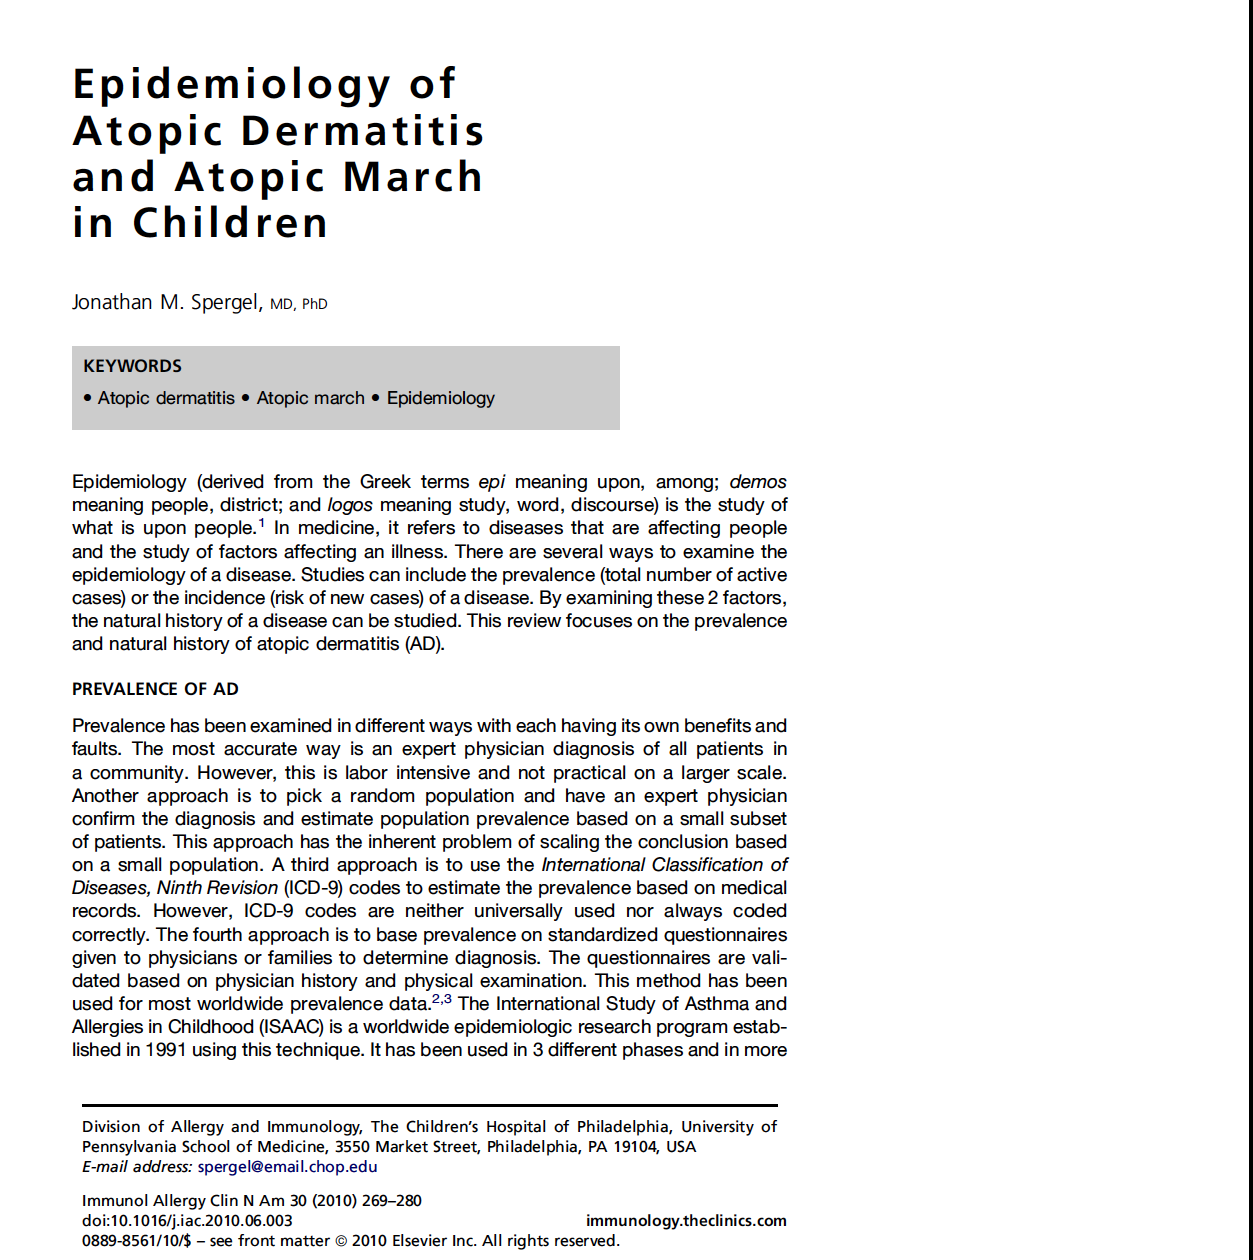 Epidemiology of
Atopic Dermatitis
and Atopic March
in Children
Jonathan M. Spergel, MD, PhD
KEYWORDS
• Atopic dermatitis • Atopic march • Epidemiology
Epidemiology (derived from the Greek terms epi meaning upon, among; demos
meaning people, district; and logos meaning study, word, discourse) is the study of
what is upon people.1 In medicine, it refers to diseases that are affecting people
and the study of factors affecting an illness. There are several ways to examine the
epidemiology of a disease. Studies can include the prevalence (total number of active
cases) or the incidence (risk of new cases) of a disease. By examining these 2 factors,
the natural history of a disease can be studied. This review focuses on the prevalence
and natural history of atopic dermatitis (AD).
PREVALENCE OF AD
Prevalence has been examined in different ways with each having its own benefits and
faults. The most accurate way is an expert physician diagnosis of all patients in
a community. However, this is labor intensive and not practical on a larger scale.
Another approach is to pick a random population and have an expert physician
confirm the diagnosis and estimate population prevalence based on a small subset
of patients. This approach has the inherent problem of scaling the conclusion based
on a small population. A third approach is to use the International Classification of
Diseases, Ninth Revision (ICD-9) codes to estimate the prevalence based on medical
records. However, ICD-9 codes are neither universally used nor always coded
correctly. The fourth approach is to base prevalence on standardized questionnaires
given to physicians or families to determine diagnosis. The questionnaires are vali-
dated based on physician history and physical examination. This method has been
used for most worldwide prevalence data.2,3 The International Study of Asthma and
Allergies in Childhood (ISAAC) is a worldwide epidemiologic research program estab-
lished in 1991 using this technique. It has been used in 3 different phases and in more
Division of Allergy and Immunology, The Children's Hospital of Philadelphia, University of
Pennsylvania School of Medicine, 3550 Market Street, Philadelphia, PA 19104, USA
E-mail address: spergel@email.chop.edu
Immunol Allergy Clin N Am 30 (2010) 269–280
doi:10.1016/j.iac.2010.06.003 immunology.theclinics.com
0889-8561/10/$ – see front matter © 2010 Elsevier Inc. All rights reserved.